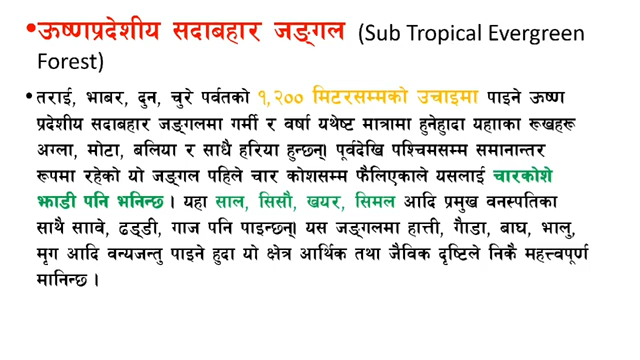 •ऊष्णप्रदेशीय सदाबहार जङ्गल (Sub Tropical Evergreen
Forest)
• तराई, भाबर, दुन, चुरे पर्वतको १,२०० मिटरसम्मको उचाइमा पाइने ऊष्ण
प्रदेशीय सदाबहार जङ्गलमा गर्मी र वर्षा यथेष्ट मात्रामा हुनेहुादा यहााका रूखहरू
अग्ला, मोटा, बलिया र साधै हरिया हुन्छन्। पूर्वदेखि पश्चिमसम्म समानान्तर
रूपमा रहेको यो जङ्गल पहिले चार कोशसम्म फैलिएकाले यसलाई चारकोशे
झाडी पनि भनिन्छ । यहा साल, सिसौ, खयर, सिमल आदि प्रमुख वनस्पतिका
साथै साावे, ढड्डी, गाज पनि पाइन्छन्। यस जङ्गलमा हात्ती, गौाडा, बाघ, भालु,
मृग आदि वन्यजन्तु पाइने हुदा यो क्षेत्र आर्थिक तथा जैविक दृष्टिले निकै महत्त्वपूर्ण
मानिन्छ ।